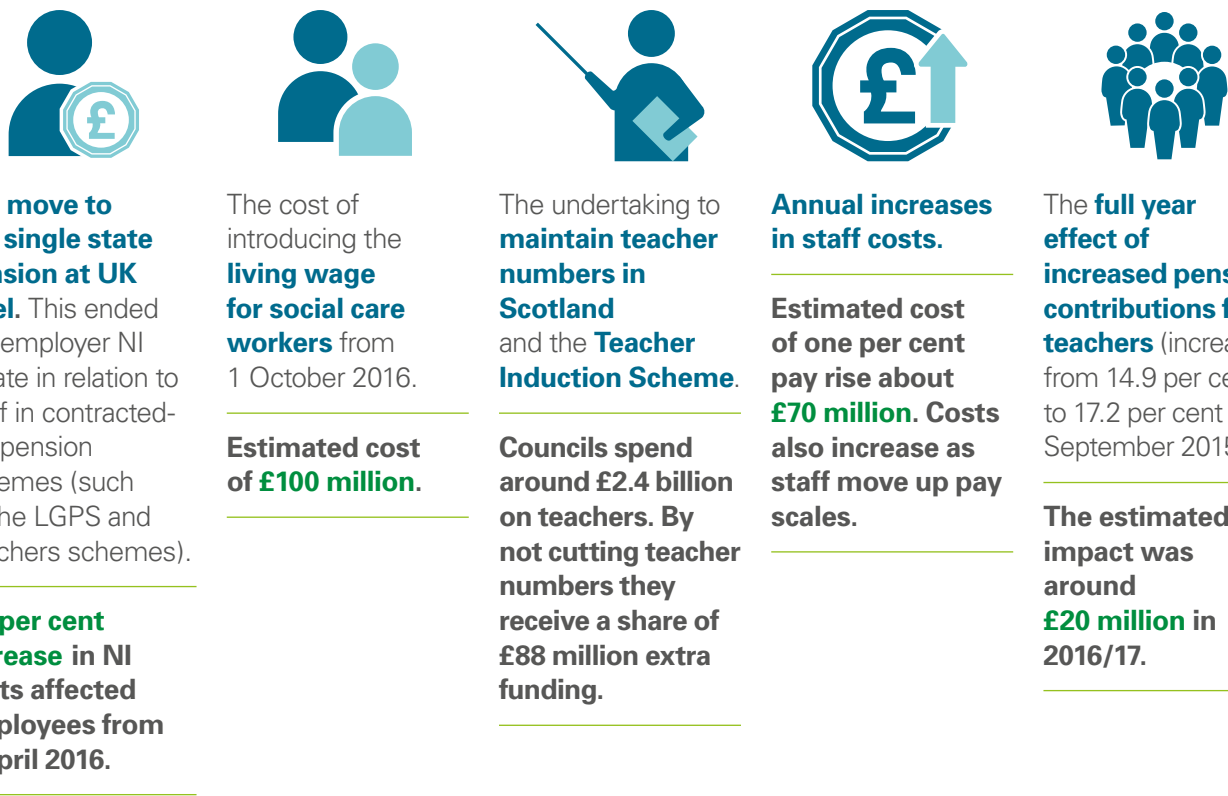 £
move to
single state
nsion at UK
el. This ended
employer NI
ate in relation to
f in contracted-
pension
emes (such
he LGPS and
chers schemes).
per cent
rease in NI
ts affected
ployees from
pril 2016.
The cost of
introducing the
living wage
for social care
workers from
1 October 2016.
Estimated cost
of £100 million.
The undertaking to
maintain teacher
numbers in
Scotland
and the Teacher
Induction Scheme.
Councils spend
around £2.4 billion
on teachers. By
not cutting teacher
numbers they
receive a share of
£88 million extra
funding.
£
Annual increases
in staff costs.
Estimated cost
of one per cent
pay rise about
£70 million. Costs
also increase as
staff move up pay
scales.
The full year
effect of
increased pens
contributions f
teachers (increa
from 14.9 per ce
to 17.2 per cent
September 2015
The estimated
impact was
around
£20 million in
2016/17.